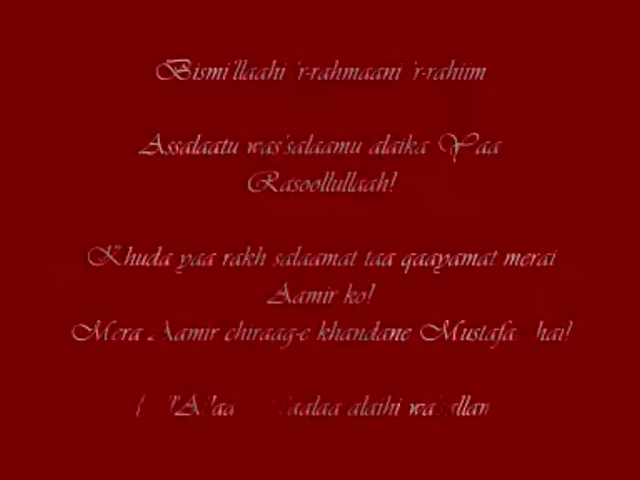 Bismi'llaahi 'r-rahmaani 'r-rahiim
Assalaatu was'salaamu alaika Yaa
Rasoollullaah!
Khuda yaa rakh salaamat taa qaayamat merai
Aamir ko!
Mera Aamir chiraag-e khandane Mustafa hai!
alaihi